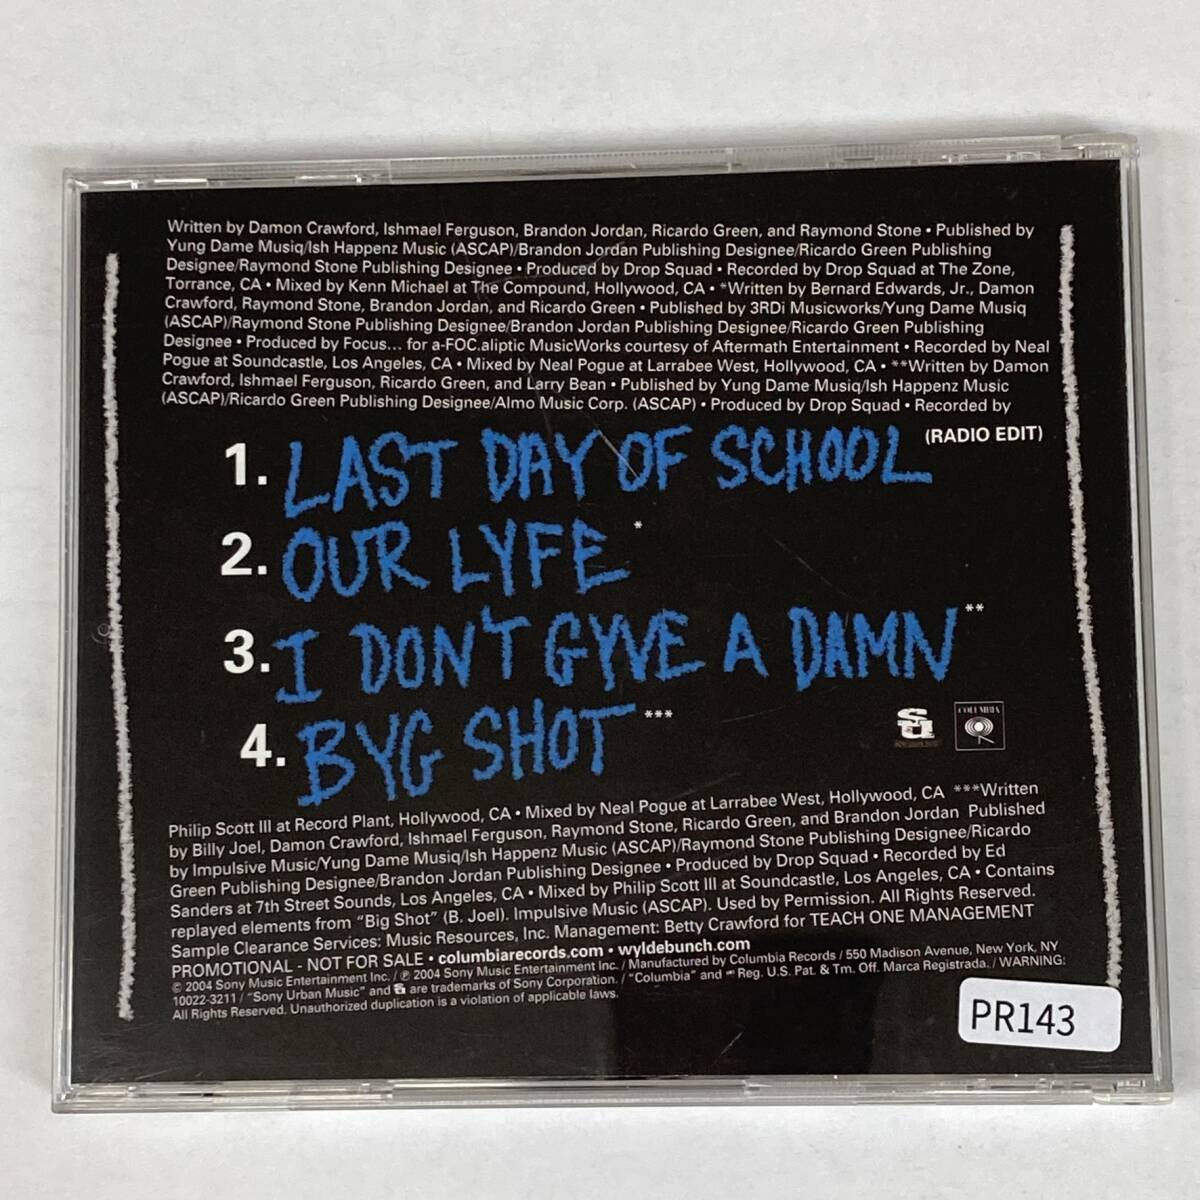 Written by Damon Crawford, Ishmael Ferguson, Brandon Jordan, Ricardo Green, and Raymond Stone • Published by
Yung Dame Musiq/Ish Happenz Music (ASCAP)/Brandon Jordan Publishing Designee/Ricardo Green Publishing
Designee/Raymond Stone Publishing Designee • Produced by Drop Squad • Recorded by Drop Squad at The Zone,
Torrance, CA • Mixed by Kenn Michael at The Compound, Hollywood, CA • *Written by Bernard Edwards, Jr., Damon
Crawford, Raymond Stone, Brandon Jordan, and Ricardo Green • Published by 3RDi Musicworks/Yung Dame Musiq
(ASCAP)/Raymond Stone Publishing Designee/Brandon Jordan Publishing Designee/Ricardo Green Publishing
Designee • Produced by Focus... for a-FOC.aliptic MusicWorks courtesy of Aftermath Entertainment • Recorded by Neal
Pogue at Soundcastle, Los Angeles, CA • Mixed by Neal Pogue at Larrabee West, Hollywood, CA • **Written by Damon
Crawford, Ishmael Ferguson, Ricardo Green, and Larry Bean • Published by Yung Dame Musiq/Ish Happenz Music
(ASCAP)/Ricardo Green Publishing Designee/Almo Music Corp. (ASCAP) • Produced by Drop Squad • Recorded by
1. LAST DAY OF SCHOOL (RADIO EDIT)
2. OUR LYFE *
3. I DON'T GYVE A DAMN **
4. BYG SHOT ***
su
COLUMBIA
Philip Scott III at Record Plant, Hollywood, CA • Mixed by Neal Pogue at Larrabee West, Hollywood, CA ***Written
by Billy Joel, Damon Crawford, Ishmael Ferguson, Raymond Stone, Ricardo Green, and Brandon Jordan Published
by Impulsive Music/Yung Dame Musiq/Ish Happenz Music (ASCAP)/Raymond Stone Publishing Designee/Ricardo
Green Publishing Designee/Brandon Jordan Publishing Designee • Produced by Drop Squad • Recorded by Ed
Sanders at 7th Street Sounds, Los Angeles, CA • Mixed by Philip Scott III at Soundcastle, Los Angeles, CA • Contains
replayed elements from "Big Shot" (B. Joel). Impulsive Music (ASCAP). Used by Permission. All Rights Reserved.
Sample Clearance Services: Music Resources, Inc. Management: Betty Crawford for TEACH ONE MANAGEMENT
PROMOTIONAL - NOT FOR SALE • columbiarecords.com • wyldebunch.com
© 2004 Sony Music Entertainment Inc. / ℗ 2004 Sony Music Entertainment Inc. / Manufactured by Columbia Records / 550 Madison Avenue, New York, NY
10022-3211 / "Sony Urban Music" and su are trademarks of Sony Corporation. / "Columbia" and Reg. U.S. Pat. & Tm. Off. Marca Registrada. / WARNING:
All Rights Reserved. Unauthorized duplication is a violation of applicable laws.
PR143